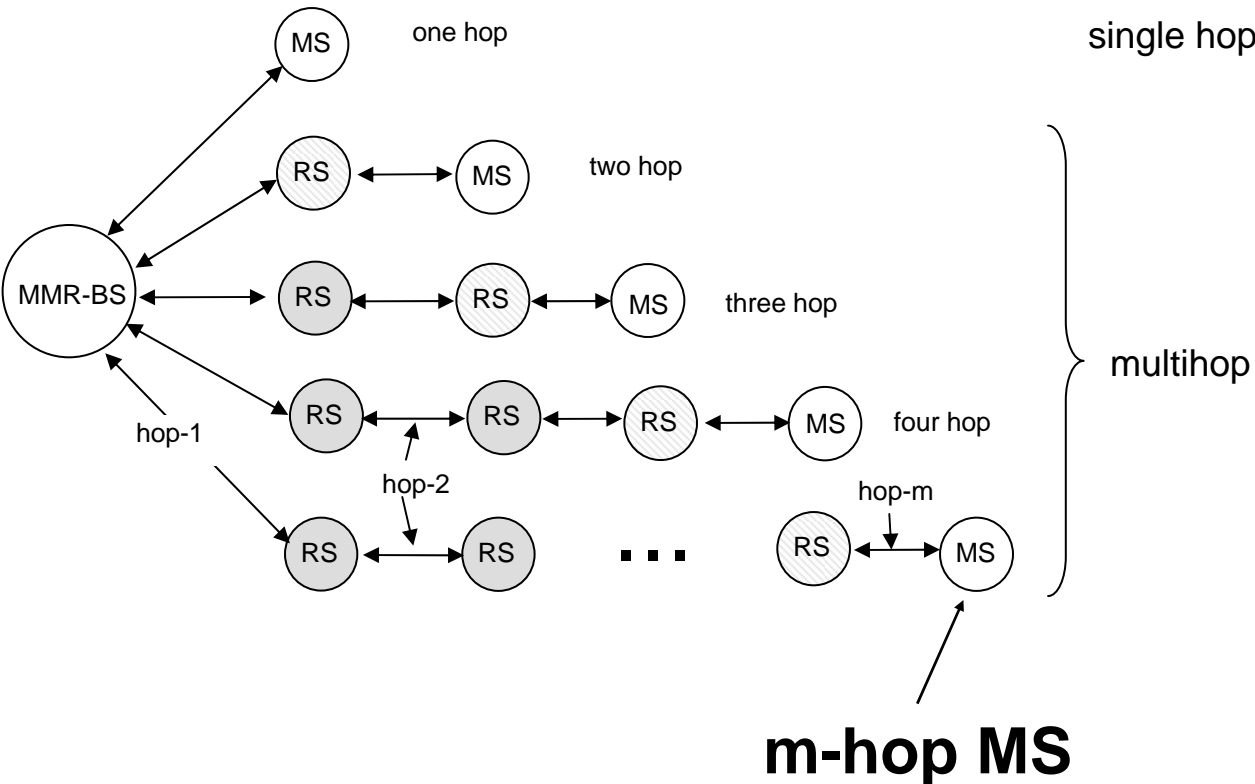 MS one hop single hop
RS MS two hop
MMR-BS RS RS MS three hop
multihop
RS RS RS MS four hop
hop-1
hop-2 hop-m
RS RS ... RS MS
m-hop MS